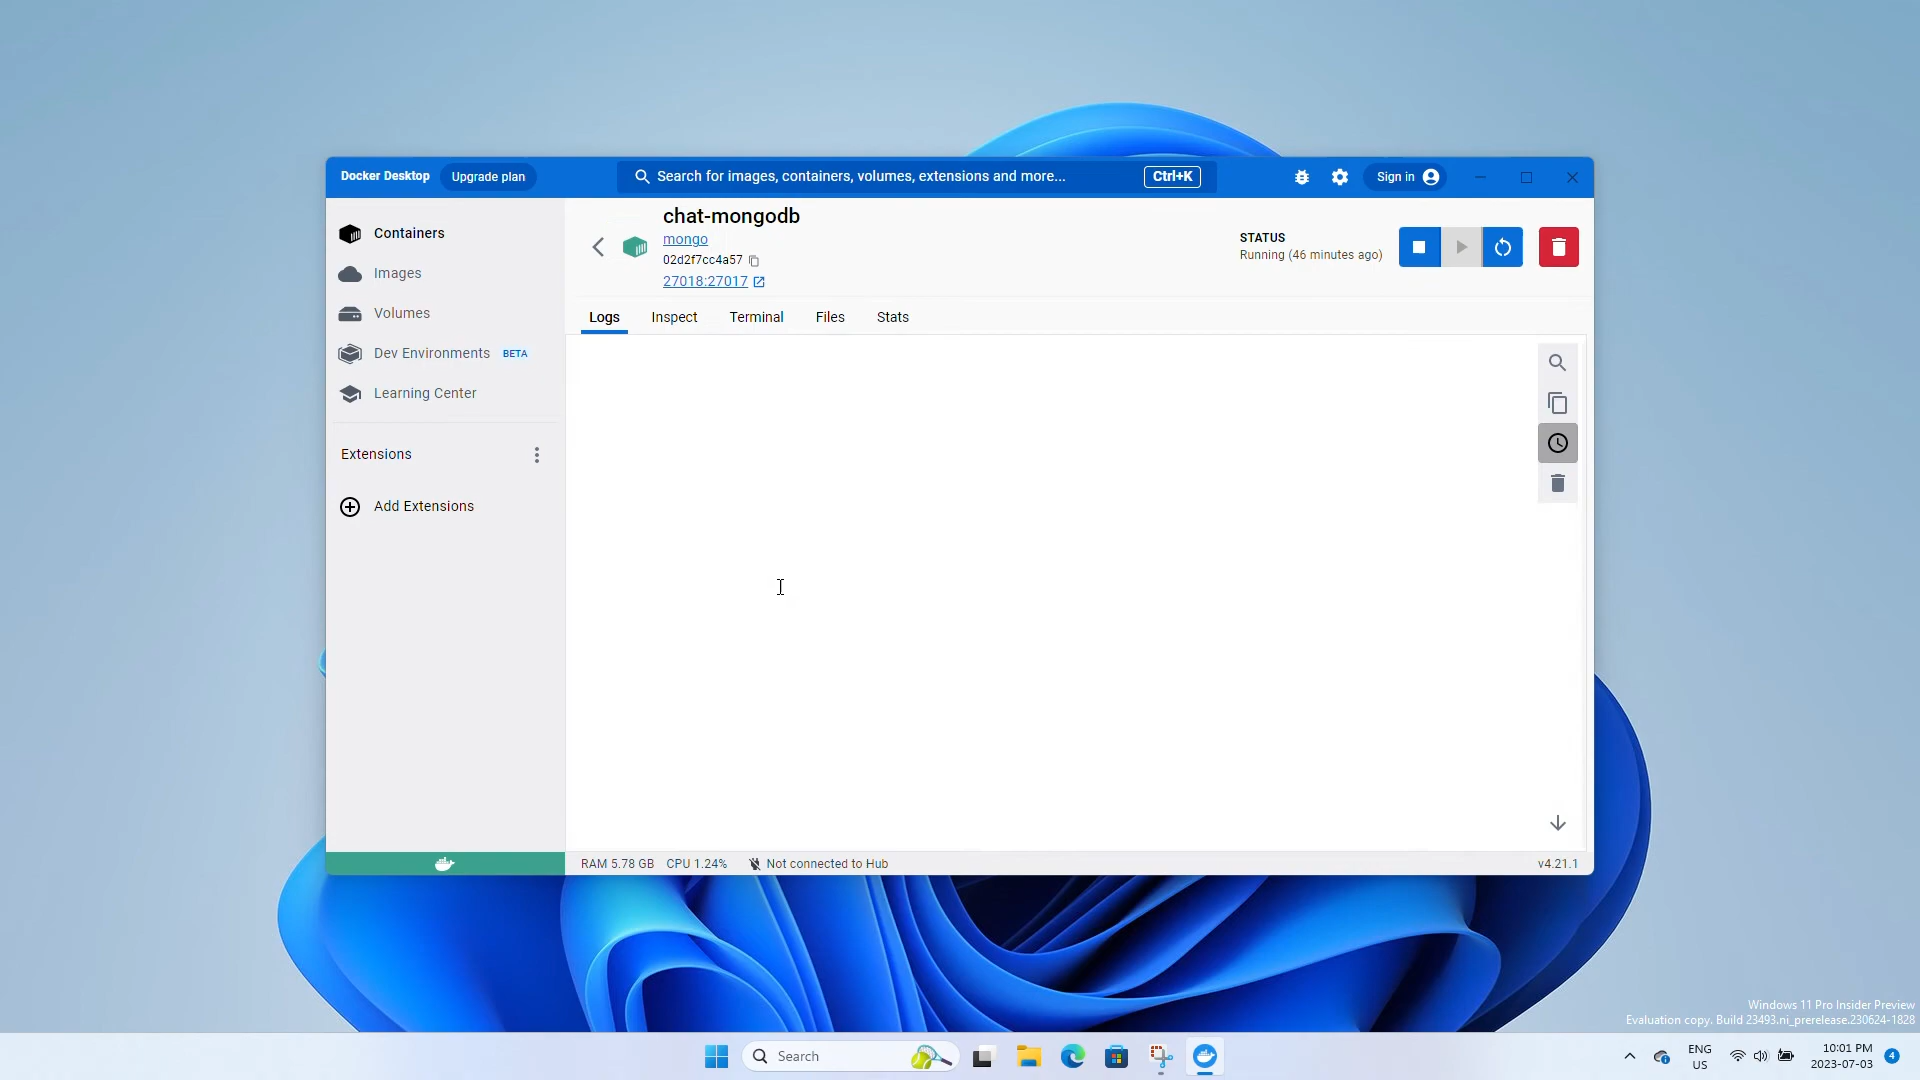 Docker Desktop
Upgrade plan
Search for images, containers, volumes, extensions and more...
Ctrl+K
Sign in
Containers
Images
Volumes
Dev Environments BETA
Learning Center
Extensions
Add Extensions
chat-mongodb
mongo
02d2f7cc4a57
27018:27017
STATUS
Running (46 minutes ago)
Logs Inspect Terminal Files Stats
RAM 5.78 GB CPU 1.24% Not connected to Hub
v4.21.1
Windows 11 Pro Insider Preview
Evaluation copy. Build 23493.ni_prerelease.230624-1828
Search
ENG
US
10:01 PM
2023-07-03
4